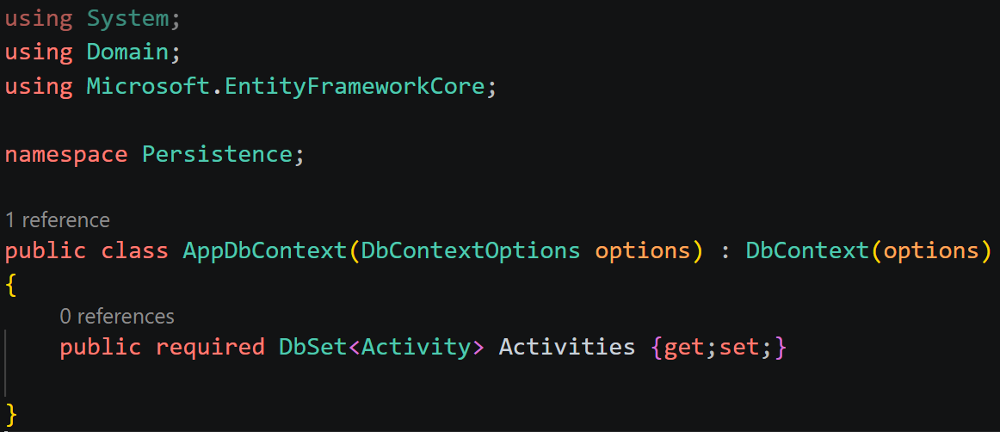 using System;
using Domain;
using Microsoft.EntityFrameworkCore;
namespace Persistence;
1 reference
public class AppDbContext(DbContextOptions options) : DbContext(options)
{
0 references
public required DbSet<Activity> Activities {get;set;}
}